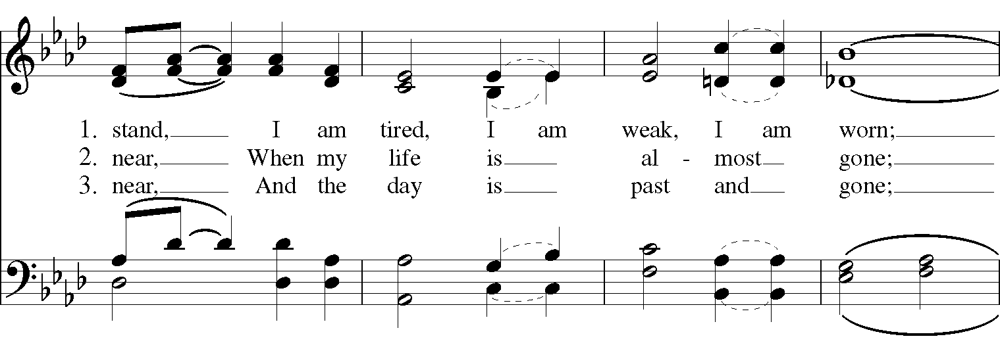 1. stand, I am tired, I am weak, I am worn;
2. near, When my life is al - most gone;
3. near, And the day is past and gone;